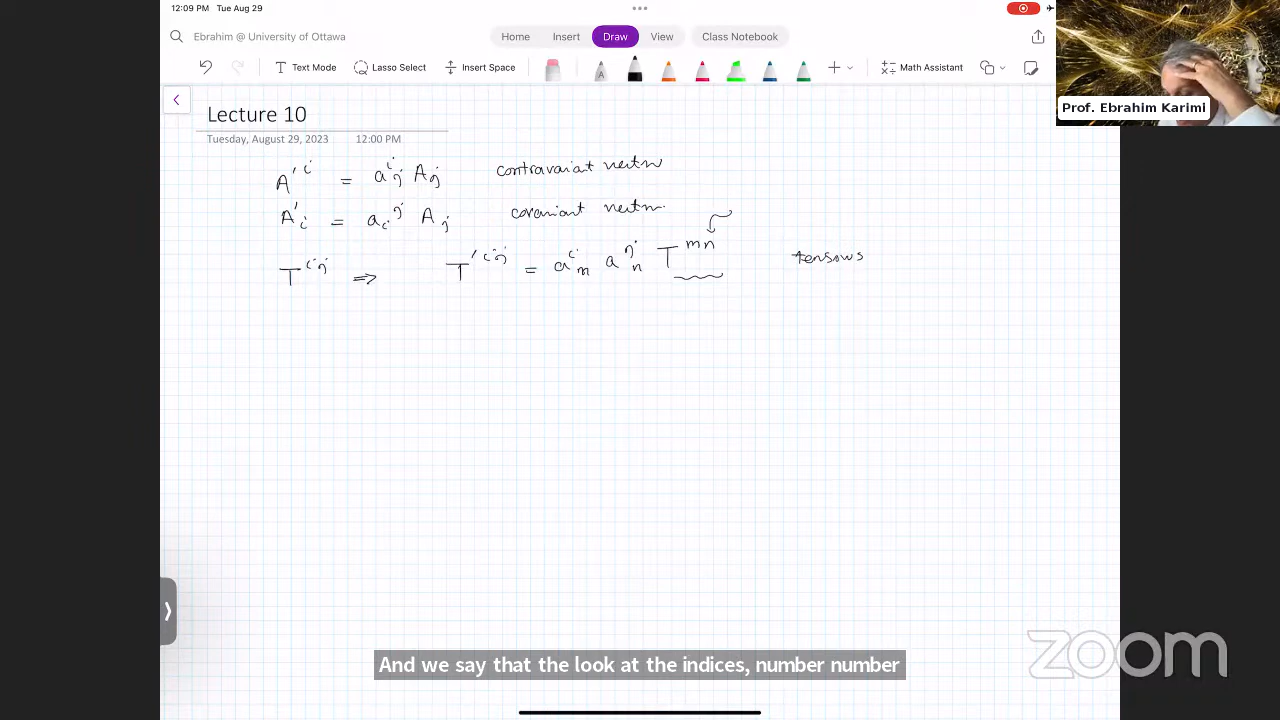 12:09 PM Tue Aug 29
Ebrahim @ University of Ottawa
Home Insert Draw View Class Notebook
Text Mode Lasso Select Insert Space Math Assistant
Prof. Ebrahim Karimi
Lecture 10
Tuesday, August 29, 2023 12:00 PM
A'^i = a^i_j A_j contravariant
A'_i = a_i^j A_j covariant
T^{ij} ⇒ T'^{ij} = a^i_m a^j_n T^{mn} tensors
And we say that the look at the indices, number number
zoom